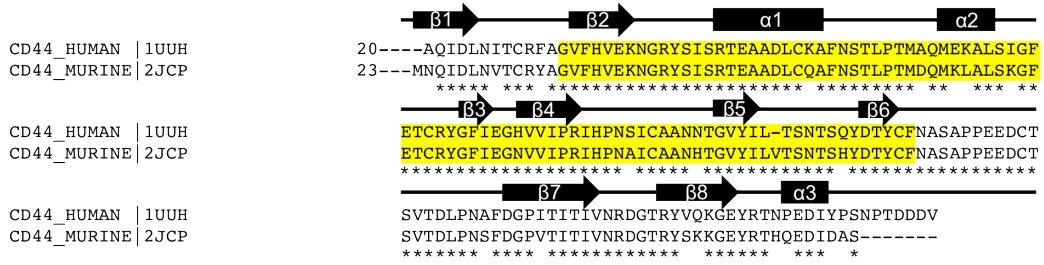 β1 β2 α1 α2
CD44_HUMAN |1UUH 20----AQIDLNITCRFAGVFHVEKNGRYSISRTEAADLCKAFNSTLPTMAQMEKALSIGF
CD44_MURINE|2JCP 23---MNQIDLNVTCRYAGVFHVEKNGRYSISRTEAADLCQAFNSTLPTMDQMKLALSKGF
**** *** ********************** ********* ** *** **
β3 β4 β5 β6
CD44_HUMAN |1UUH ETCRYGFIEGHVVIPRIHPNSICAANNTGVYIL-TSNTSQYDTYCFNASAPPEEDCT
CD44_MURINE|2JCP ETCRYGFIEGNVVIPRIHPNAICAANHTGVYILVTSNTSHYDTYCFNASAPPEEDCT
********** ********* ***** ****** ***** *****************
β7 β8 α3
CD44_HUMAN |1UUH SVTDLPNAFDGPITITIVNRDGTRYVQKGEYRTNPEDIYPSNPTDDDV
CD44_MURINE|2JCP SVTDLPNSFDGPVTITIVNRDGTRYSKKGEYRTHQEDIDAS-------
******* **** ************ ****** *** *